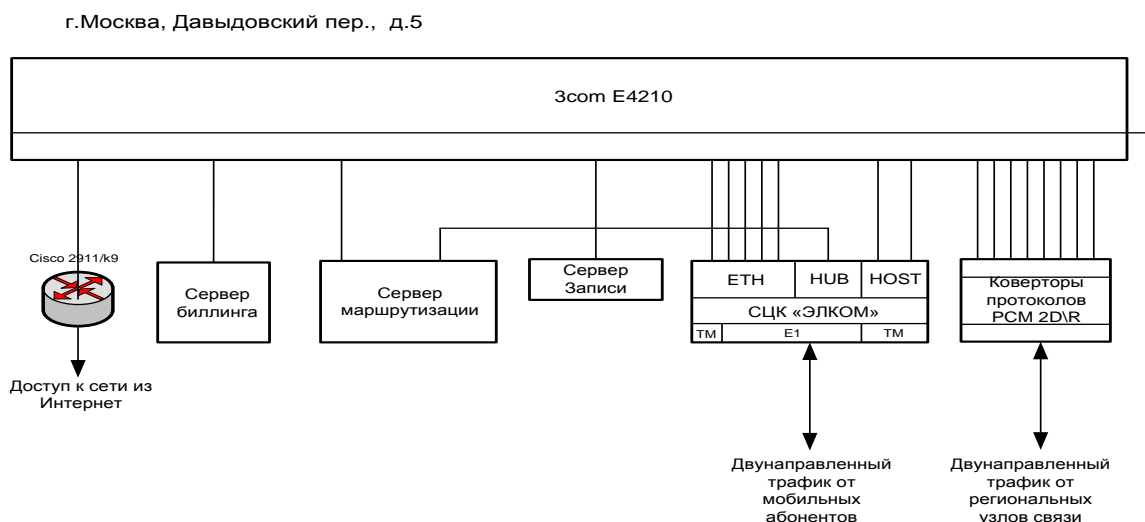 г.Москва, Давыдовский пер., д.5
3com E4210
Cisco 2911/k9
Доступ к сети из
Интернет
Сервер
биллинга
Сервер
маршрутизации
Сервер
Записи
ETH HUB HOST
СЦК «ЭЛКОМ»
ТМ E1 ТМ
Коверторы
протоколов
PCM 2D\R
Двунаправленный
трафик от
мобильных
абонентов
Двунаправленный
трафик от
региональных
узлов связи